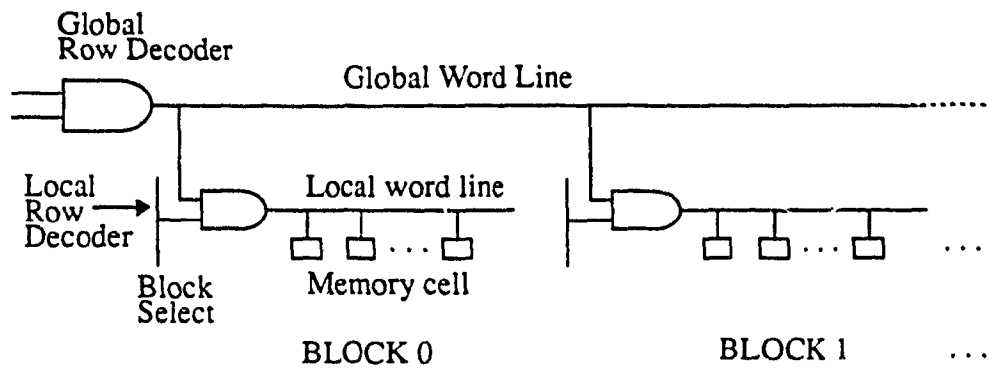 Global
Row Decoder
Global Word Line
Local
Row
Decoder
Local word line
Block
Select
Memory cell
BLOCK 0
BLOCK 1